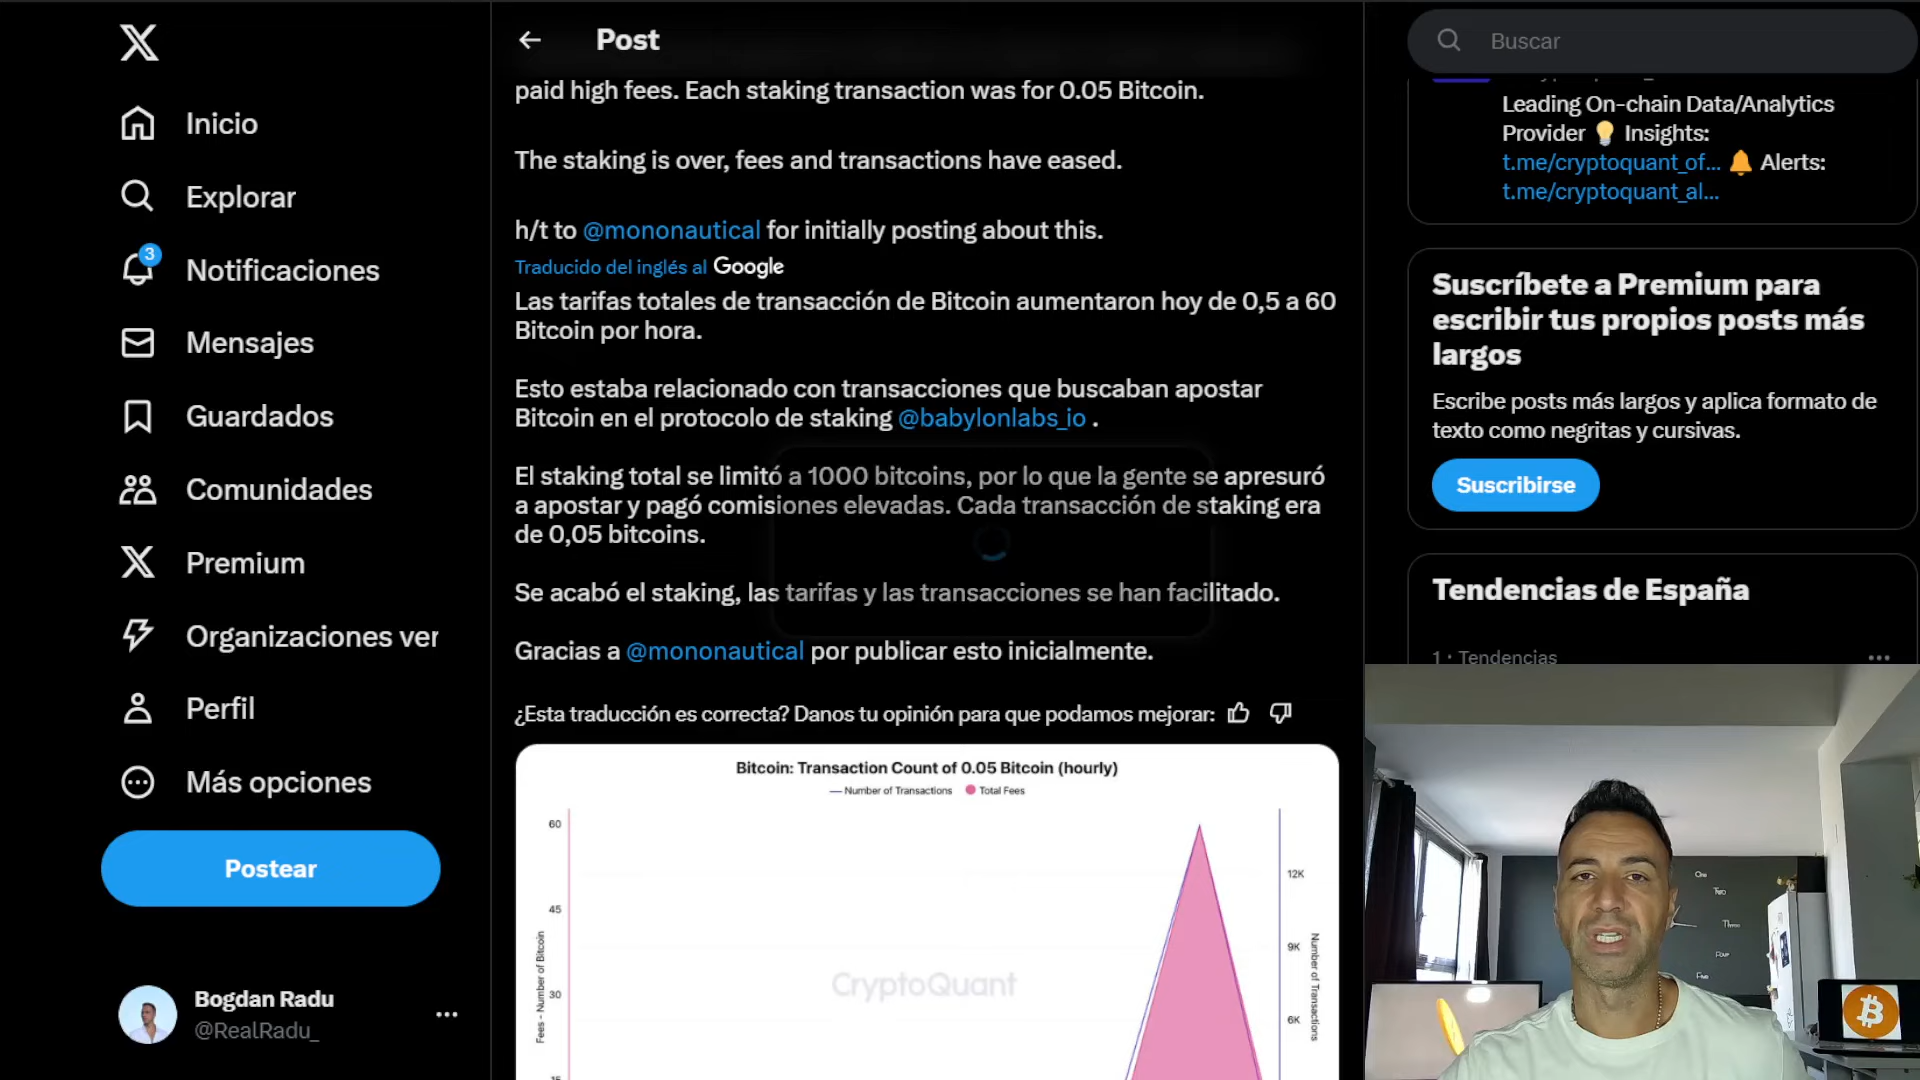 Inicio
Explorar
3
Notificaciones
Mensajes
Guardados
Comunidades
Premium
Organizaciones ver
Perfil
Más opciones
Postear
Bogdan Radu
@RealRadu_
Post
paid high fees. Each staking transaction was for 0.05 Bitcoin.
The staking is over, fees and transactions have eased.
h/t to @mononautical for initially posting about this.
Traducido del inglés al Google
Las tarifas totales de transacción de Bitcoin aumentaron hoy de 0,5 a 60
Bitcoin por hora.
Esto estaba relacionado con transacciones que buscaban apostar
Bitcoin en el protocolo de staking @babylonlabs_io .
El staking total se limitó a 1000 bitcoins, por lo que la gente se apresuró
a apostar y pagó comisiones elevadas. Cada transacción de staking era
de 0,05 bitcoins.
Se acabó el staking, las tarifas y las transacciones se han facilitado.
Gracias a @mononautical por publicar esto inicialmente.
¿Esta traducción es correcta? Danos tu opinión para que podamos mejorar:
Bitcoin: Transaction Count of 0.05 Bitcoin (hourly)
Number of Transactions Total Fees
60
45
30
Fees - Number of Bitcoin
CryptoQuant
12K
9K
6K
Number of Transactions
Buscar
Leading On-chain Data/Analytics
Provider Insights:
t.me/cryptoquant_of... Alerts:
t.me/cryptoquant_al...
Suscríbete a Premium para
escribir tus propios posts más
largos
Escribe posts más largos y aplica formato de
texto como negritas y cursivas.
Suscribirse
Tendencias de España
1 · Tendencias
One
Two
Three
Four
Five